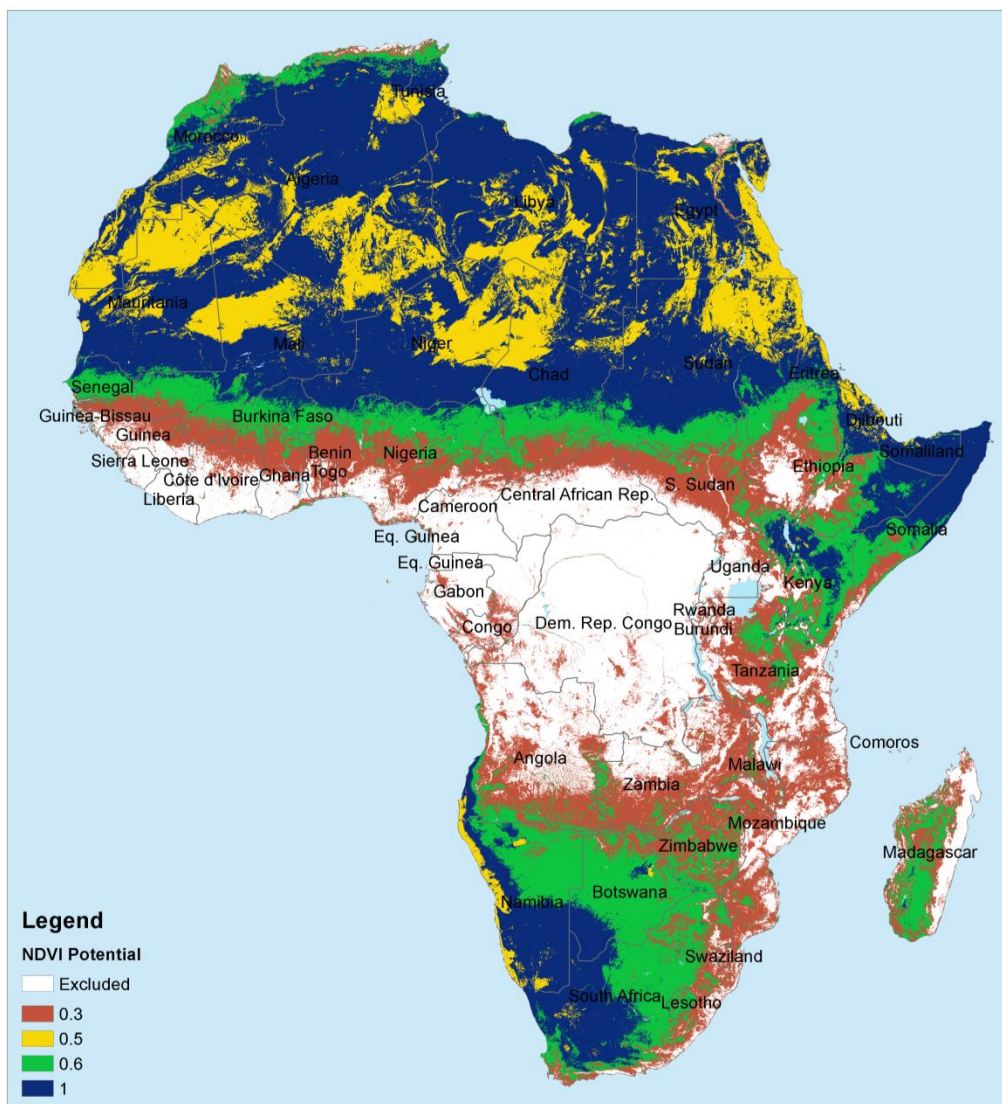 Tunisia
Morocco
Algeria
Libya
Egypt
Mauritania
Mali
Niger
Chad
Sudan
Eritrea
Senegal
Guinea-Bissau
Burkina Faso
Djibouti
Guinea
Benin
Nigeria
Somaliland
Sierra Leone
Côte d'Ivoire
Ghana
Togo
Ethiopia
Liberia
Central African Rep.
S. Sudan
Cameroon
Somalia
Eq. Guinea
Eq. Guinea
Uganda
Gabon
Kenya
Rwanda
Congo
Dem. Rep. Congo
Burundi
Tanzania
Comoros
Angola
Malawi
Zambia
Mozambique
Zimbabwe
Madagascar
Botswana
Namibia
Swaziland
South Africa
Lesotho
Legend
NDVI Potential
Excluded
0.3
0.5
0.6
1